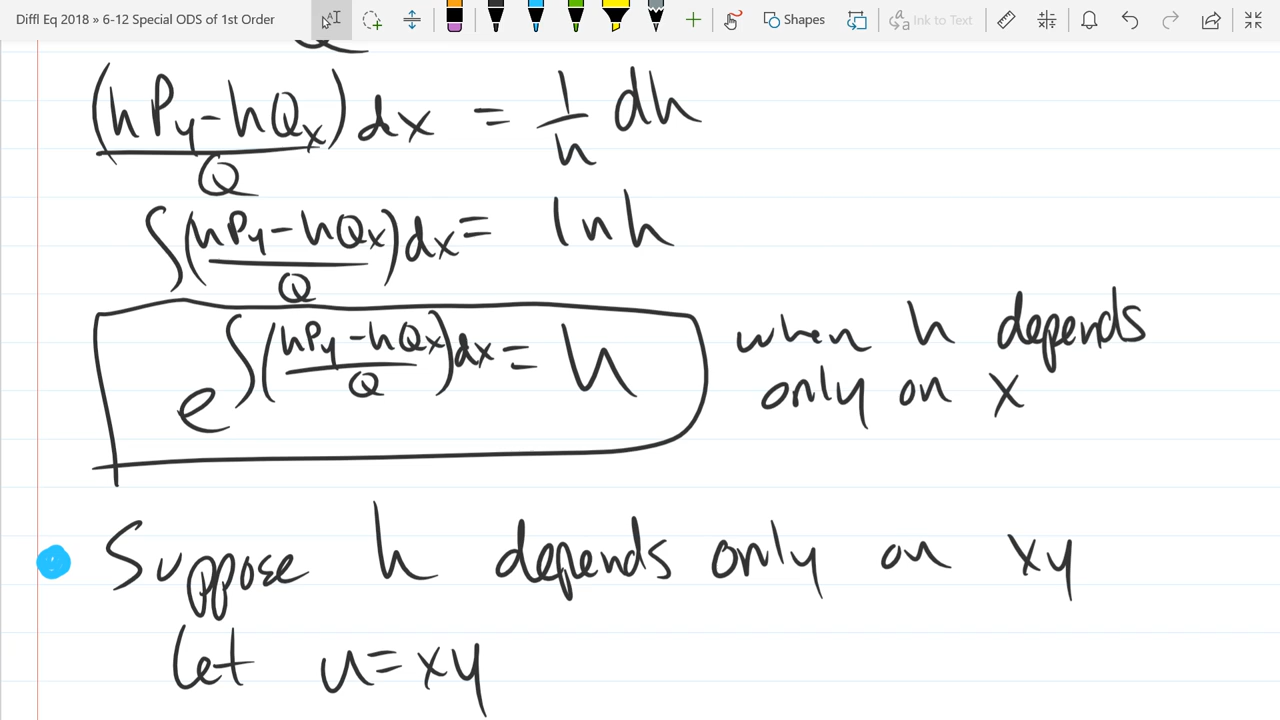 Diffl Eq 2018 » 6-12 Special ODS of 1st Order
Shapes
Ink to Text
Q
(hPy-hQx)/Q dx = 1/h dh
∫((hPy-hQx)/Q)dx = ln h
e^∫((hPy-hQx)/Q)dx = h when h depends
only on x
Suppose h depends only on xy
Let u=xy